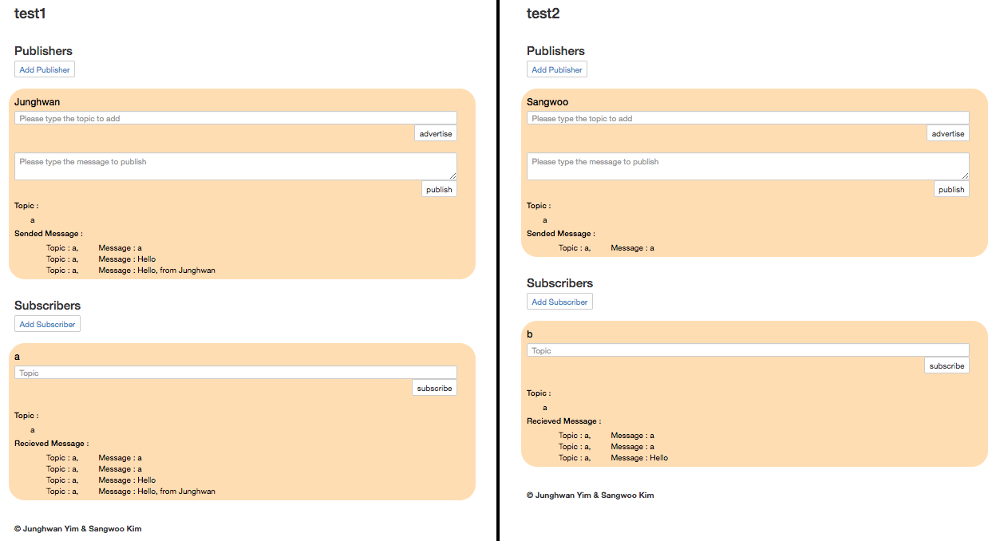 test1
Publishers
Add Publisher
Junghwan
Please type the topic to add
advertise
Please type the message to publish
publish
Topic :
a
Sended Message :
Topic : a, Message : a
Topic : a, Message : Hello
Topic : a, Message : Hello, from Junghwan
Subscribers
Add Subscriber
a
Topic
subscribe
Topic :
a
Recieved Message :
Topic : a, Message : a
Topic : a, Message : a
Topic : a, Message : Hello
Topic : a, Message : Hello, from Junghwan
© Junghwan Yim & Sangwoo Kim
test2
Publishers
Add Publisher
Sangwoo
Please type the topic to add
advertise
Please type the message to publish
publish
Topic :
a
Sended Message :
Topic : a, Message : a
Subscribers
Add Subscriber
b
Topic
subscribe
Topic :
a
Recieved Message :
Topic : a, Message : a
Topic : a, Message : a
Topic : a, Message : Hello
© Junghwan Yim & Sangwoo Kim